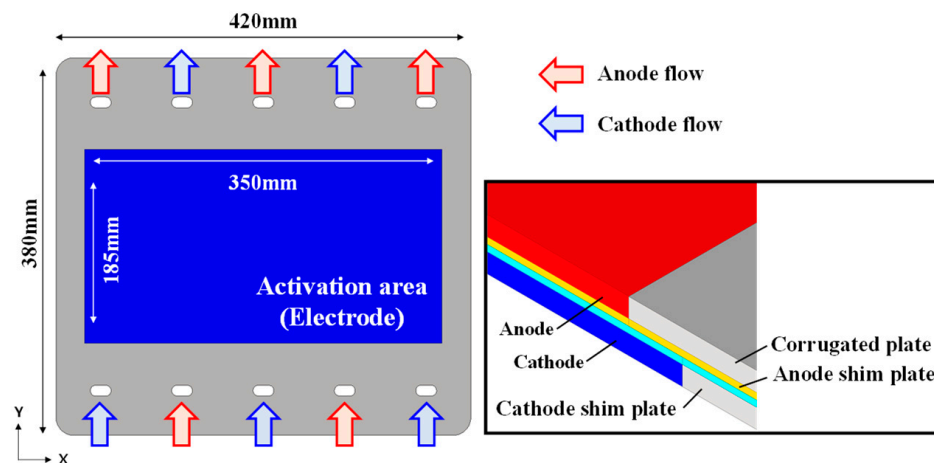 420mm
380mm
350mm
185mm
Activation area
(Electrode)
Y
X
Anode flow
Cathode flow
Anode
Cathode
Cathode shim plate
Corrugated plate
Anode shim plate